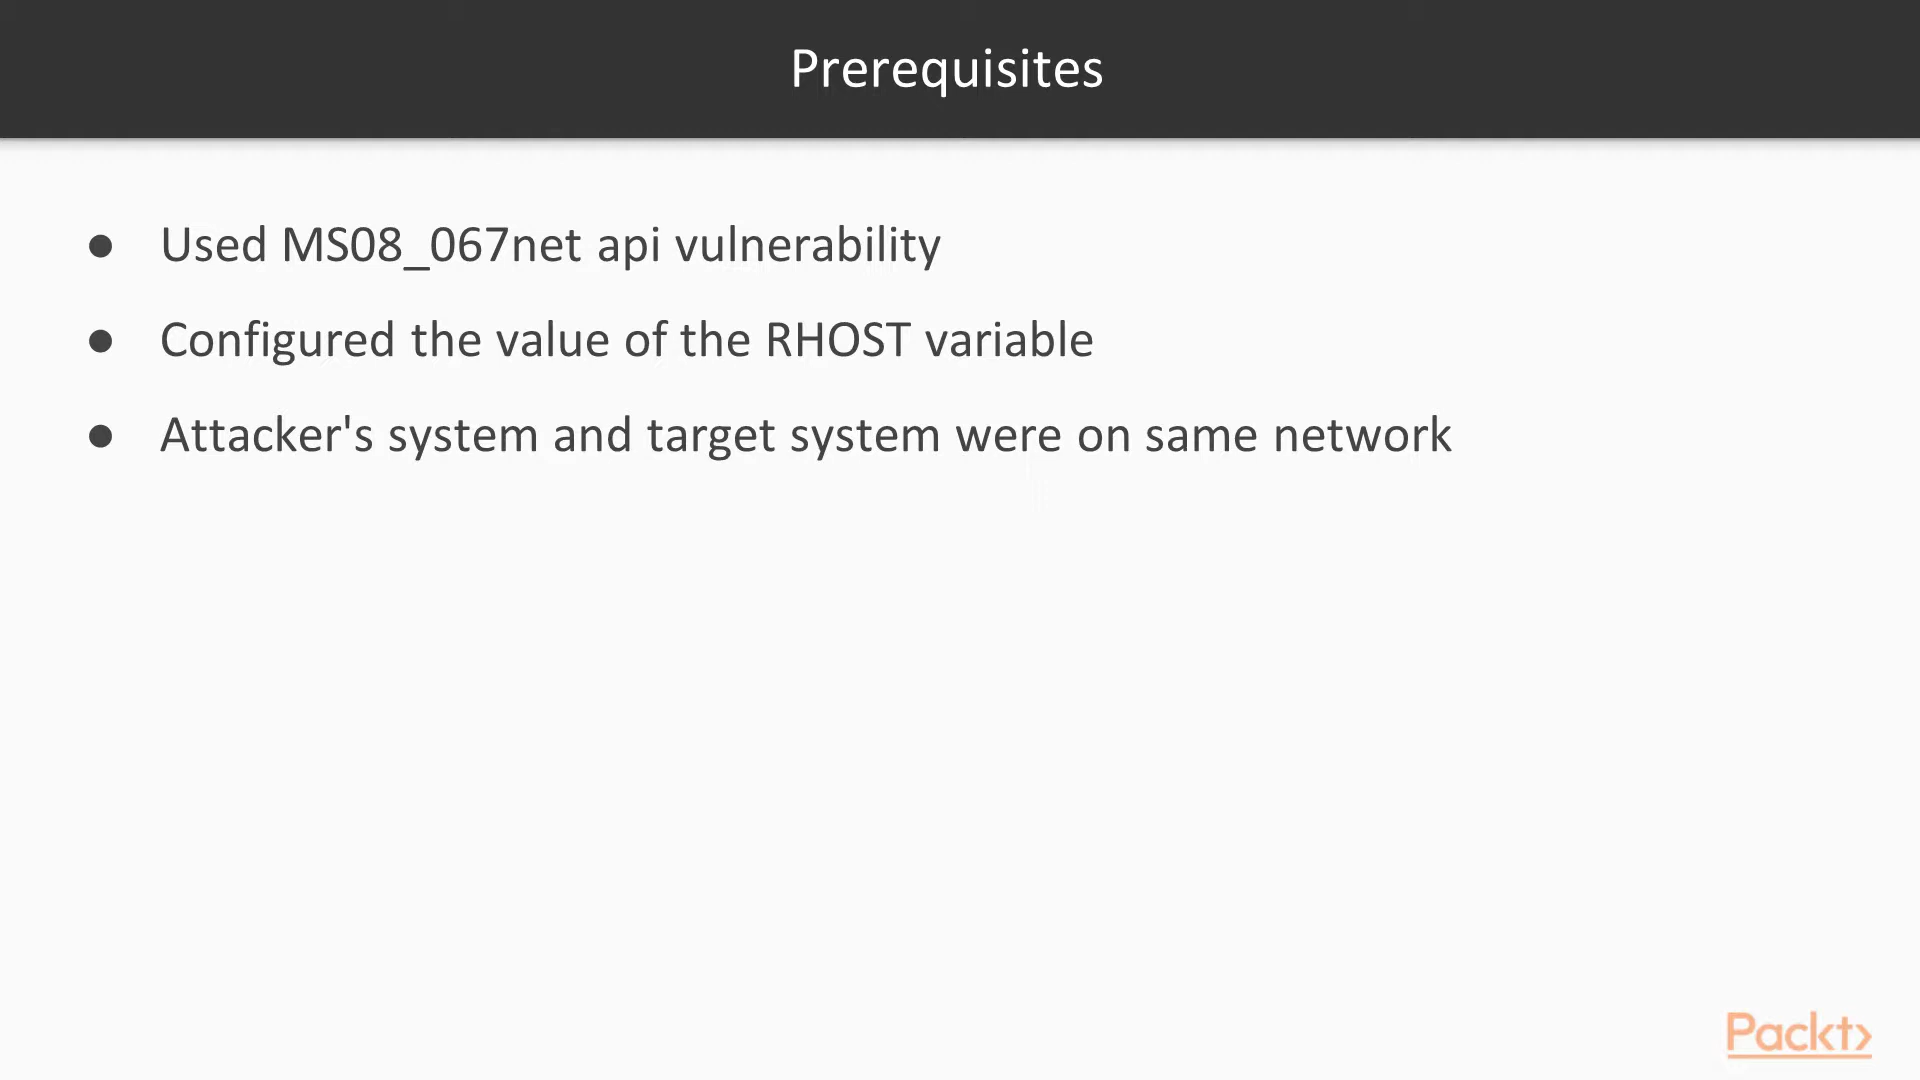 Prerequisites
● Used MS08_067net api vulnerability
● Configured the value of the RHOST variable
● Attacker's system and target system were on same network
Packt>